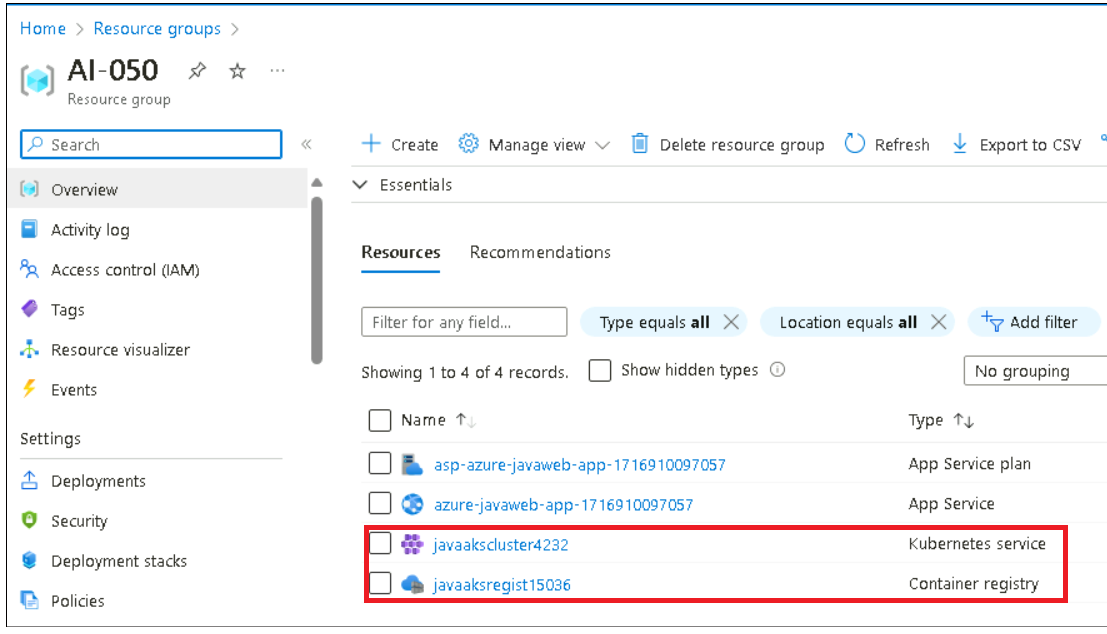 Home > Resource groups >
AI-050
Resource group
Search
Overview
Activity log
Access control (IAM)
Tags
Resource visualizer
Events
Settings
Deployments
Security
Deployment stacks
Policies
Create Manage view Delete resource group Refresh Export to CSV
Essentials
Resources Recommendations
Filter for any field... Type equals all Location equals all Add filter
Showing 1 to 4 of 4 records. Show hidden types No grouping
Name Type
asp-azure-javaweb-app-1716910097057 App Service plan
azure-javaweb-app-1716910097057 App Service
javaakscluster4232 Kubernetes service
javaaksregist15036 Container registry